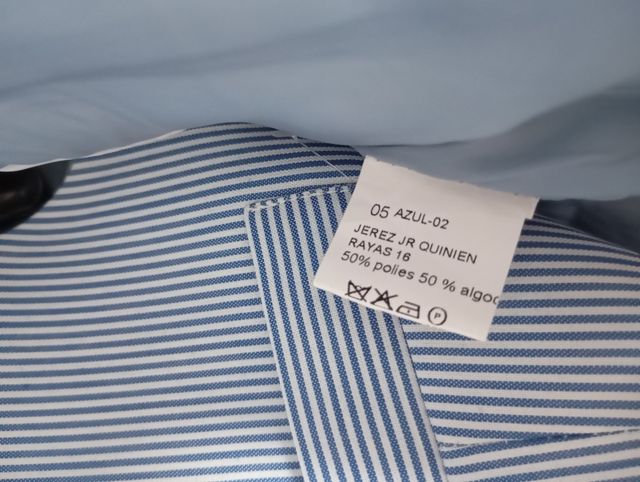 05 AZUL-02
JEREZ JR QUINIEN
RAYAS 16
50% polies 50 % algod
P